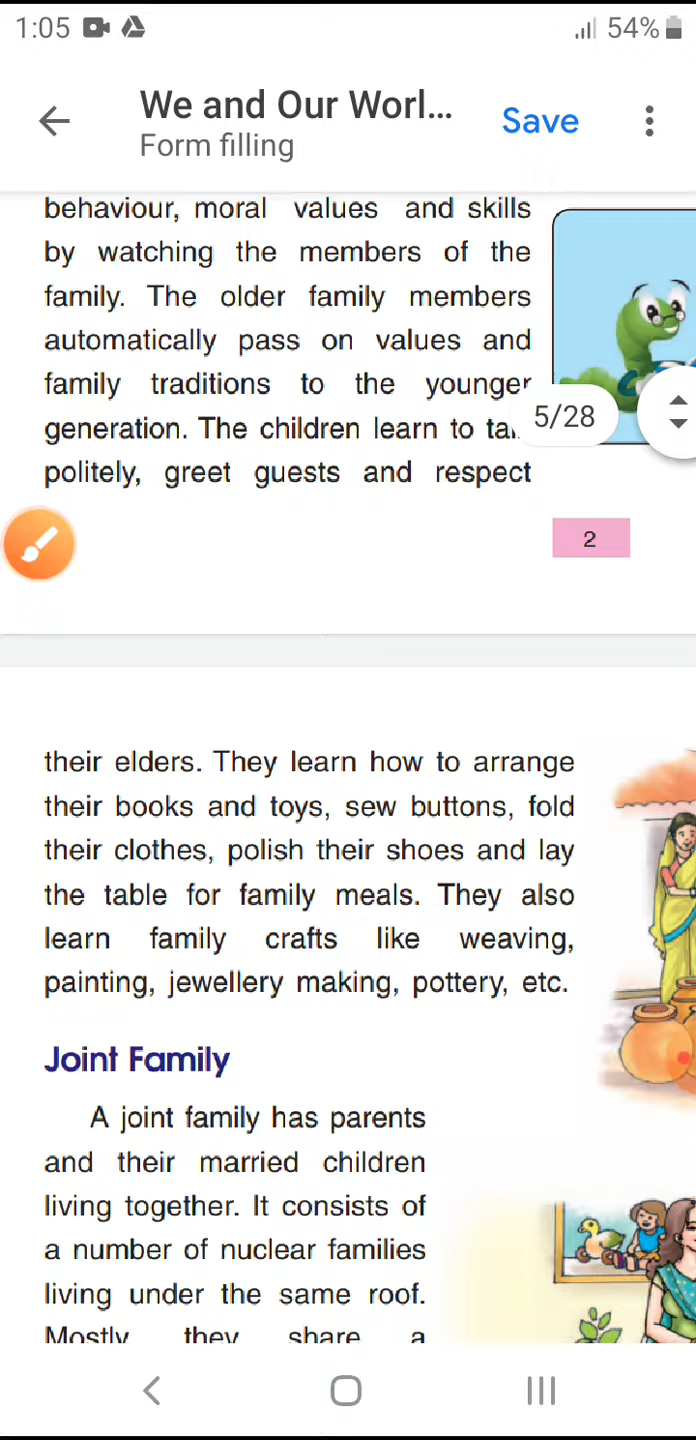 1:05
54%
We and Our Worl...
Save
Form filling
behaviour, moral values and skills
by watching the members of the
family. The older family members
automatically pass on values and
family traditions to the younger
generation. The children learn to
5/28
politely, greet guests and respect
2
their elders. They learn how to arrange
their books and toys, sew buttons, fold
their clothes, polish their shoes and lay
the table for family meals. They also
learn family crafts like weaving,
painting, jewellery making, pottery, etc.
Joint Family
A joint family has parents
and their married children
living together. It consists of
a number of nuclear families
living under the same roof.
Mostly they share a